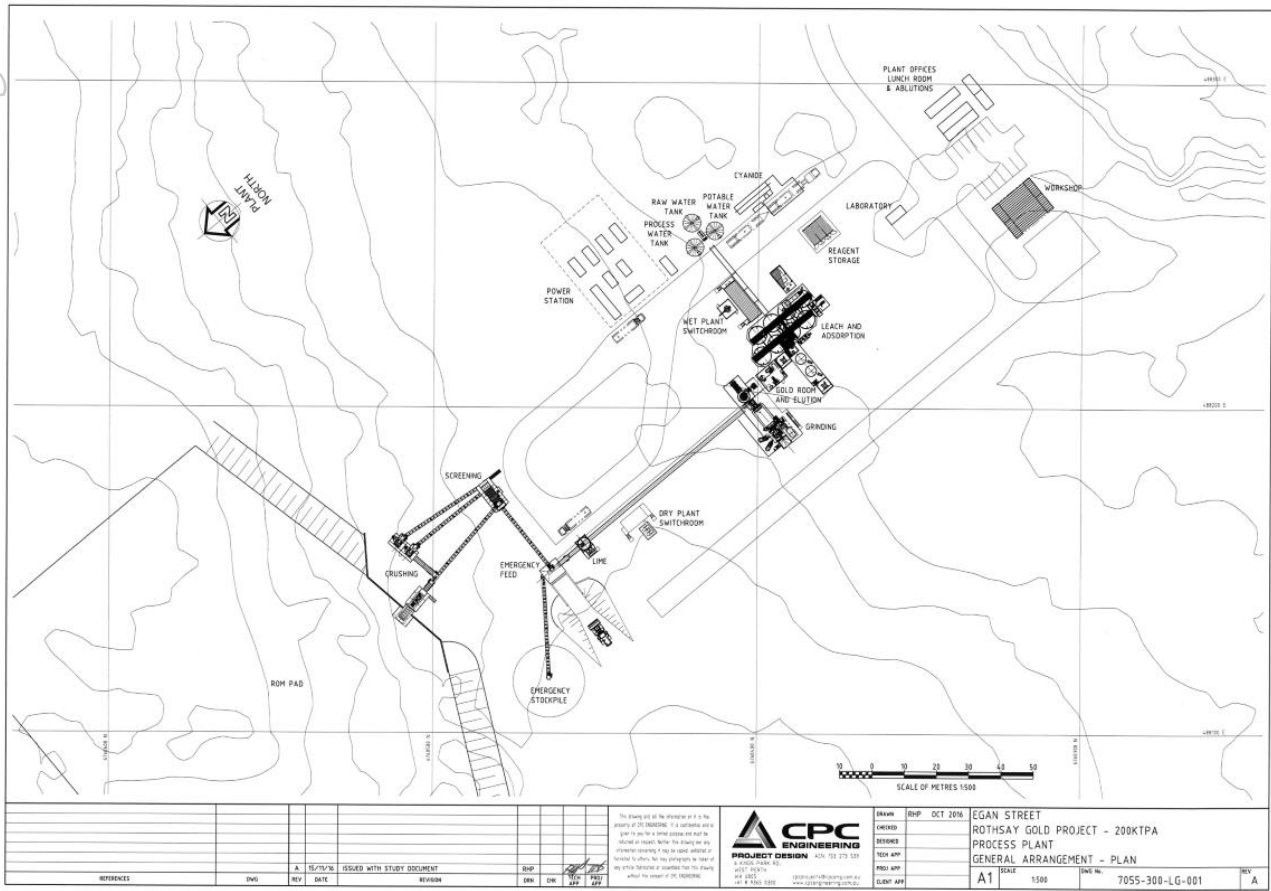 PLANT OFFICES
LUNCH ROOM
& ABLUTIONS
PLANT
NORTH
N
CYANIDE
RAW WATER
TANK
POTABLE
WATER
TANK
PROCESS
WATER
TANK
LABORATORY
WORKSHOP
REAGENT
STORAGE
POWER
STATION
WET PLANT
SWITCHROOM
LEACH AND
ADSORPTION
GOLD ROOM
AND ELUTION
GRINDING
SCREENING
DRY PLANT
SWITCHROOM
LIME
EMERGENCY
FEED
CRUSHING
ROM PAD
EMERGENCY
STOCKPILE
10 0 10 20 30 40 50
SCALE OF METRES 1:500
A 15/11/16 ISSUED WITH STUDY DOCUMENT RHP
REFERENCES DWG REV DATE REVISION DRN CHK TECH APP PROJ APP
CPC
ENGINEERING
PROJECT DESIGN
DRAWN RHP OCT 2016
CHECKED
DESIGNED
TECH APP
PROJ APP
CLIENT APP
EGAN STREET
ROTHSAY GOLD PROJECT - 200KTPA
PROCESS PLANT
GENERAL ARRANGEMENT - PLAN
A1 SCALE 1:500 DWG No. 7055-300-LG-001 REV A